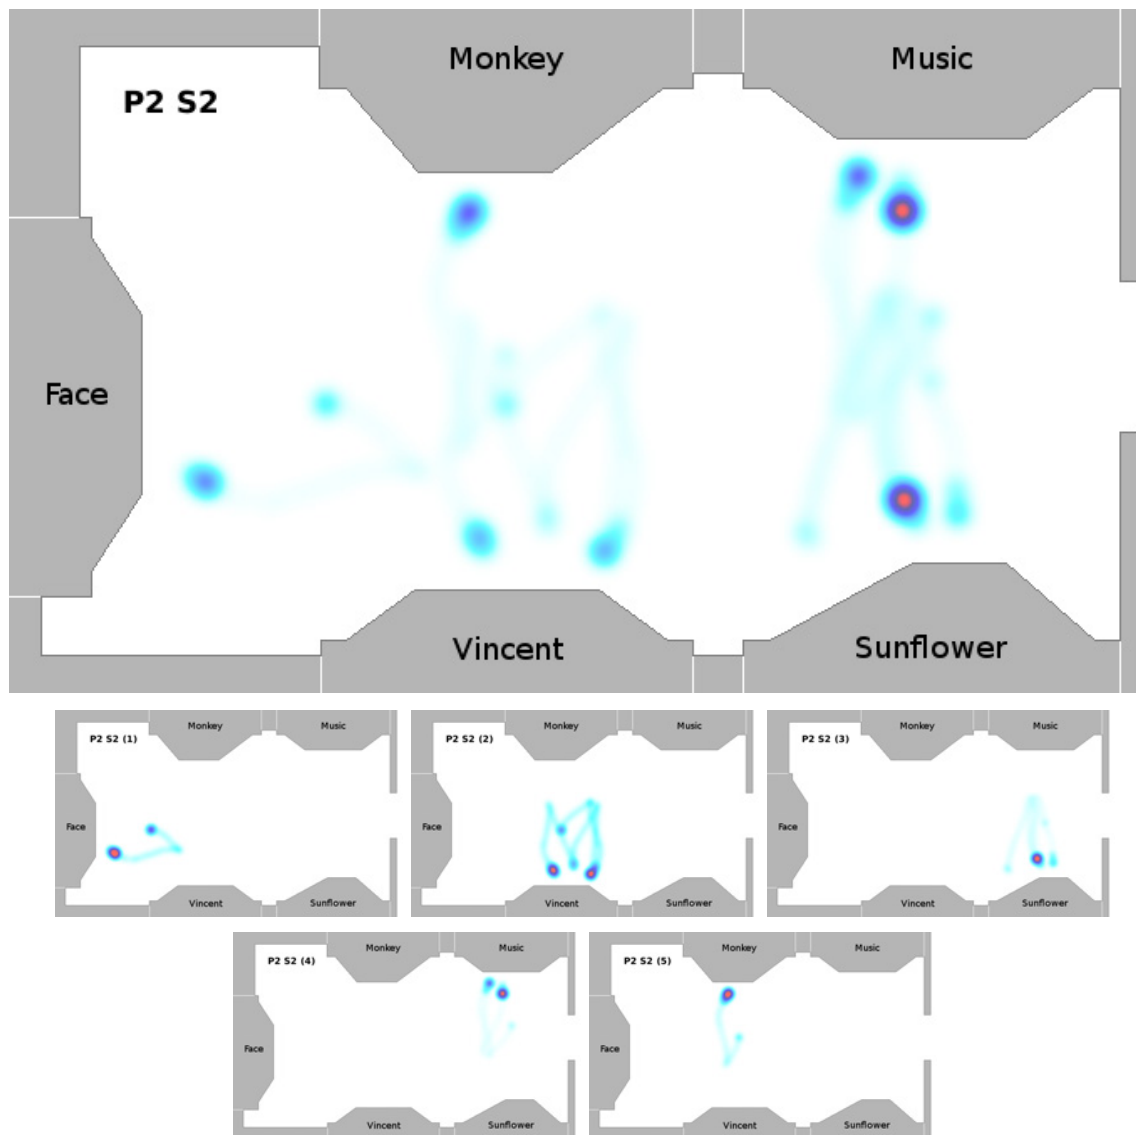 Monkey
Music
P2 S2
Face
Vincent
Sunflower
Monkey
Music
P2 S2 (1)
Face
Vincent
Sunflower
Monkey
Music
P2 S2 (2)
Face
Vincent
Sunflower
Monkey
Music
P2 S2 (3)
Face
Vincent
Sunflower
Monkey
Music
P2 S2 (4)
Face
Vincent
Sunflower
Monkey
Music
P2 S2 (5)
Face
Vincent
Sunflower